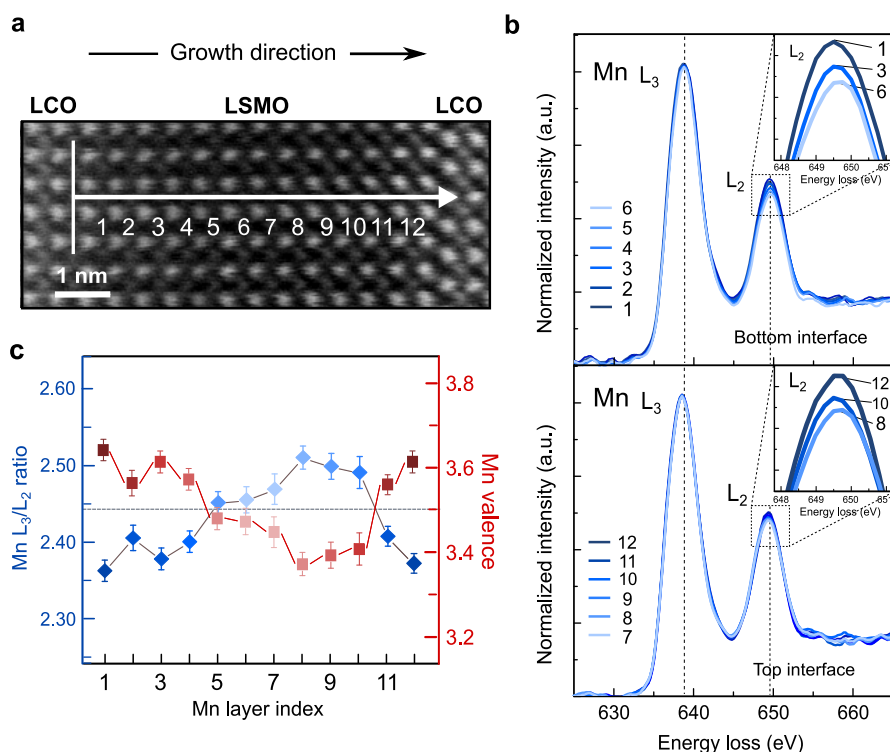 a
Growth direction
LCO LSMO LCO
1 2 3 4 5 6 7 8 9 10 11 12
1 nm
b
Normalized intensity (a.u.)
Mn L3
L2
6
5
4
3
2
1
Bottom interface
L2
1
3
6
648 649 650 65
Energy loss (eV)
Normalized intensity (a.u.)
Mn L3
L2
12
11
10
9
8
7
Top interface
L2
12
10
8
648 649 650 65
Energy loss (eV)
630 640 650 660
Energy loss (eV)
c
Mn L3/L2 ratio
2.60
2.50
2.40
2.30
Mn valence
3.8
3.6
3.4
3.2
1 3 5 7 9 11
Mn layer index